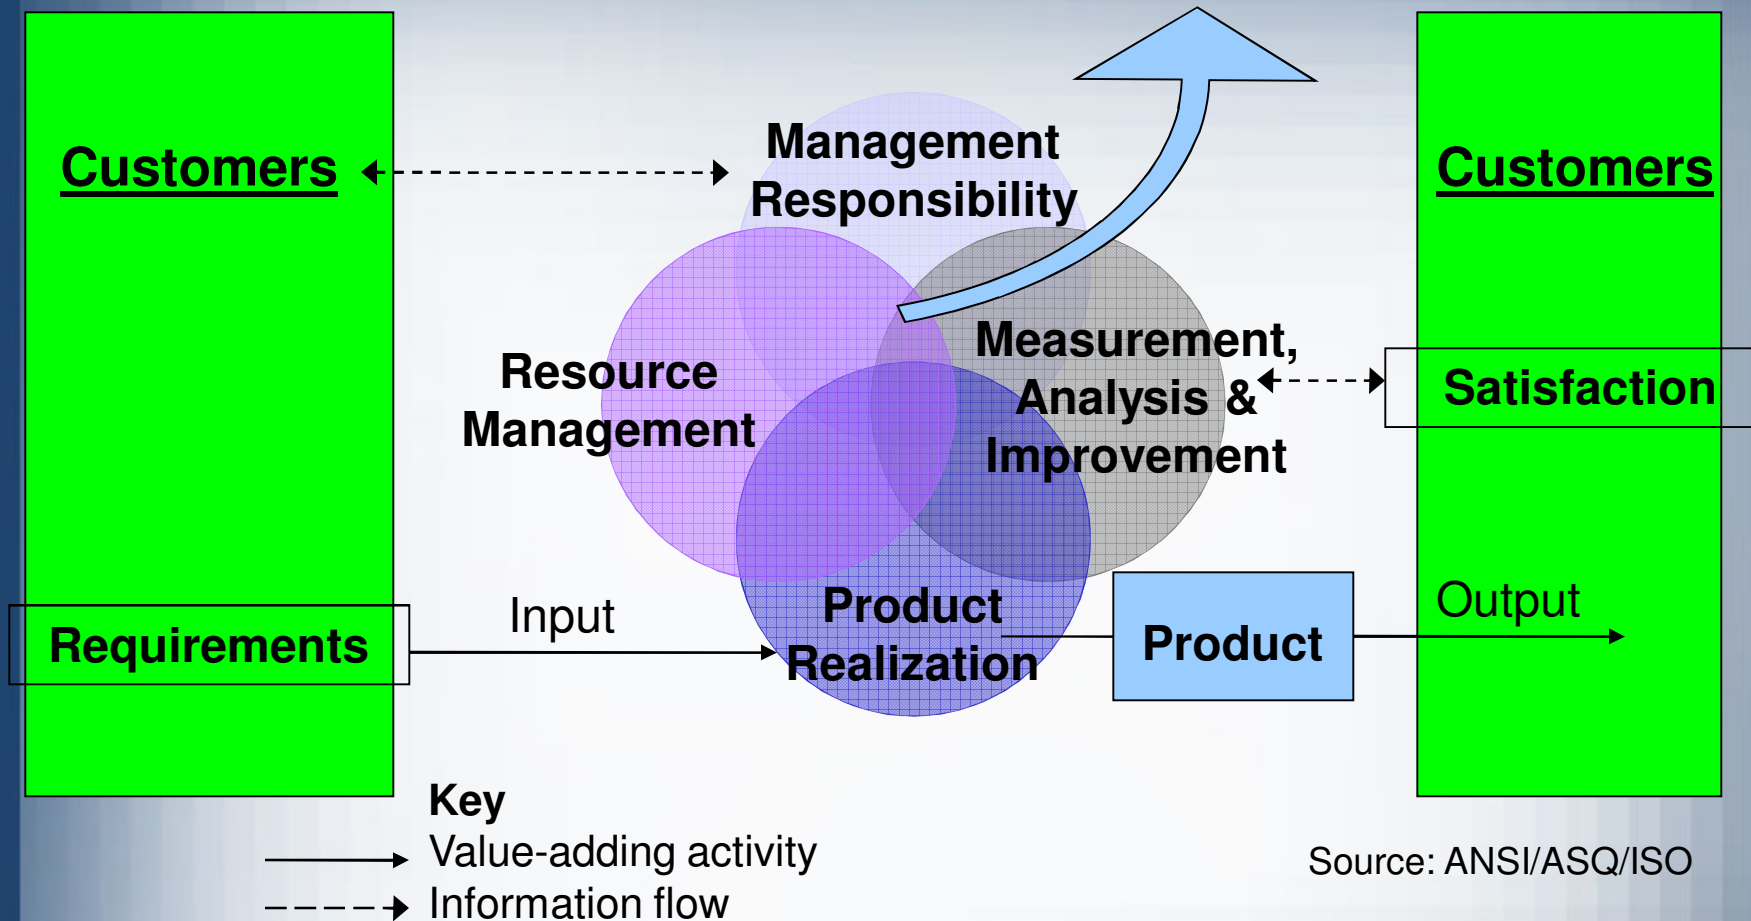 Customers
Management
Responsibility
Customers
Resource
Management
Measurement,
Analysis &
Improvement
Satisfaction
Requirements
Input
Product
Realization
Product
Output
Key
Value-adding activity
Information flow
Source: ANSI/ASQ/ISO